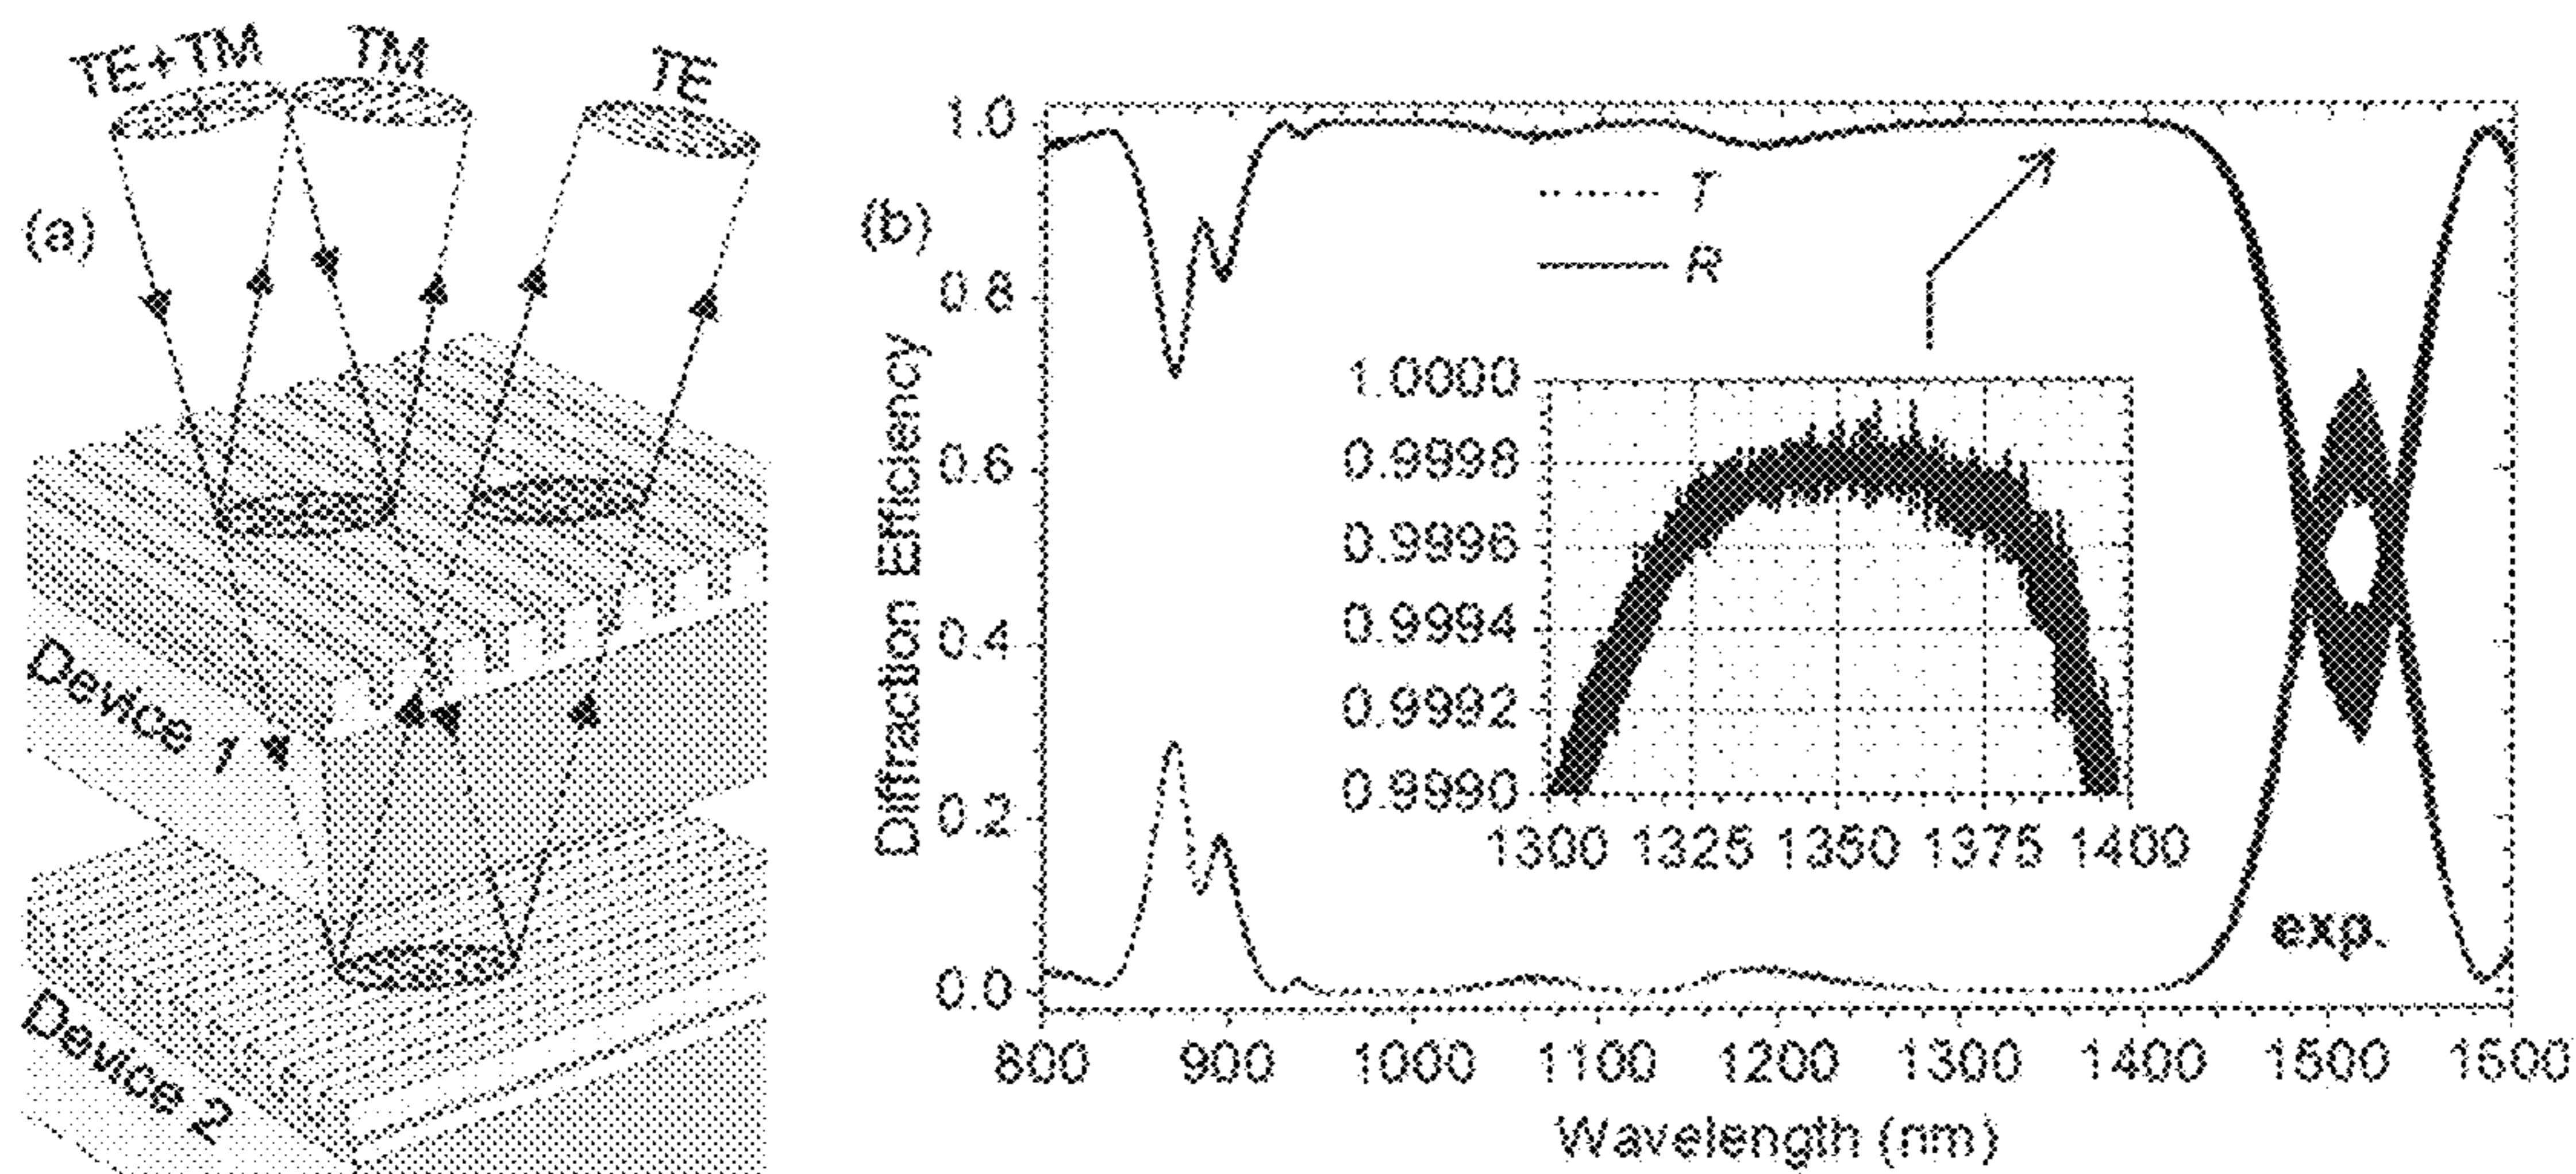 TE+TM
TM
TE
(a)
Device 1
Device 2
(b)
Diffraction Efficiency
1.0
0.8
0.6
0.4
0.2
0.0
T
R
1.0000
0.9998
0.9996
0.9994
0.9992
0.9990
1300 1325 1350 1375 1400
exp.
800 900 1000 1100 1200 1300 1400 1500 1600
Wavelength (nm)